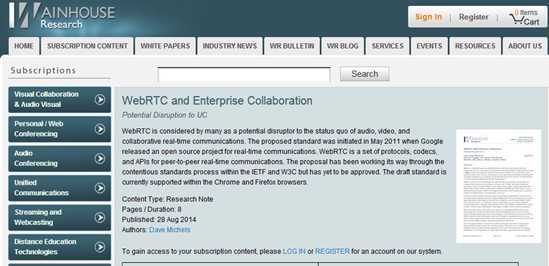 WAINHOUSE
Research
Sign In | Register
0 Items
Cart
HOME
SUBSCRIPTION CONTENT
WHITE PAPERS
INDUSTRY NEWS
WR BULLETIN
WR BLOG
SERVICES
EVENTS
RESOURCES
ABOUT US
Subscriptions
Search
Visual Collaboration
& Audio Visual
Personal / Web
Conferencing
Audio
Conferencing
Unified
Communications
Streaming and
Webcasting
Distance Education
Technologies
WebRTC and Enterprise Collaboration
Potential Disruption to UC
WebRTC is considered by many as a potential disruptor to the status quo of audio, video, and
collaborative real-time communications. The proposed standard was initiated in May 2011 when Google
released an open source project for real-time communications. WebRTC is a set of protocols, codecs,
and APIs for peer-to-peer real-time communications. The proposal has been working its way through the
contentious standards process within the IETF and W3C but has yet to be approved. The draft standard is
currently supported within the Chrome and Firefox browsers.
Content Type: Research Note
Pages / Duration: 8
Published: 28 Aug 2014
Authors: Dave Michels
To gain access to your subscription content, please LOG IN or REGISTER for an account on our system.